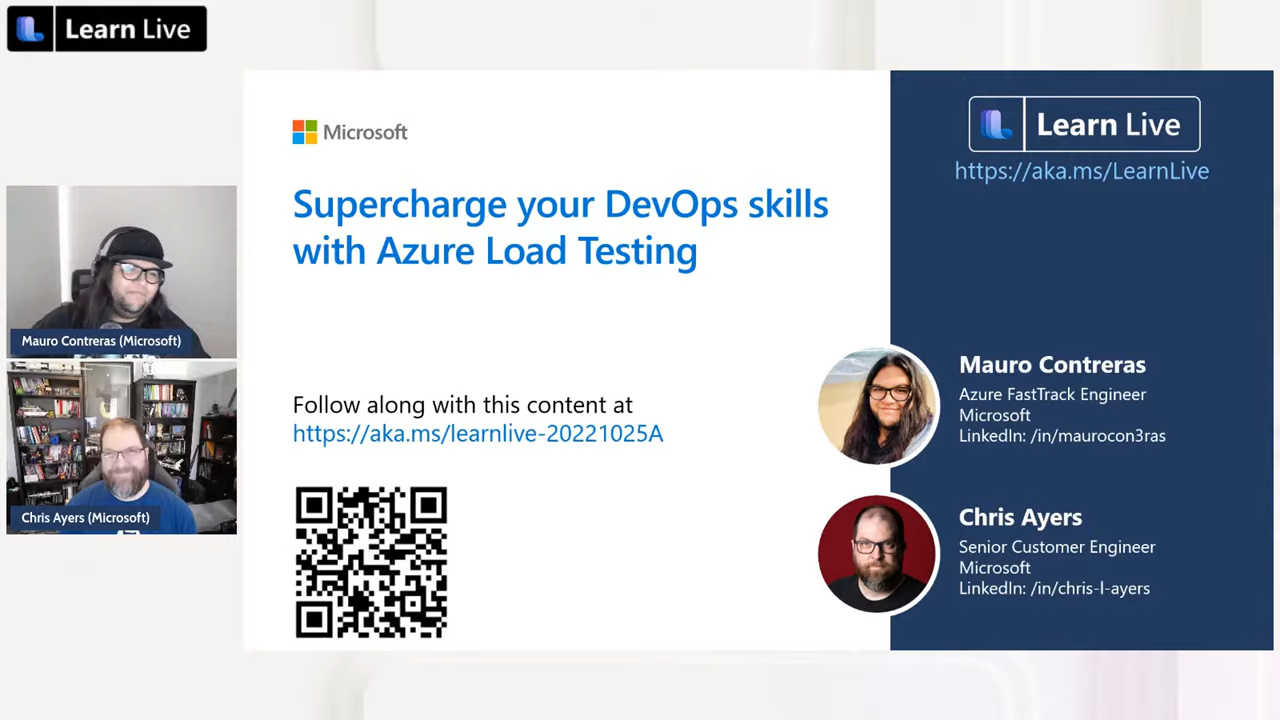 Learn Live
Microsoft
Supercharge your DevOps skills
with Azure Load Testing
Follow along with this content at
https://aka.ms/learnlive-20221025A
Mauro Contreras (Microsoft)
Chris Ayers (Microsoft)
Learn Live
https://aka.ms/LearnLive
Mauro Contreras
Azure FastTrack Engineer
Microsoft
LinkedIn: /in/maurocon3ras
Chris Ayers
Senior Customer Engineer
Microsoft
LinkedIn: /in/chris-l-ayers